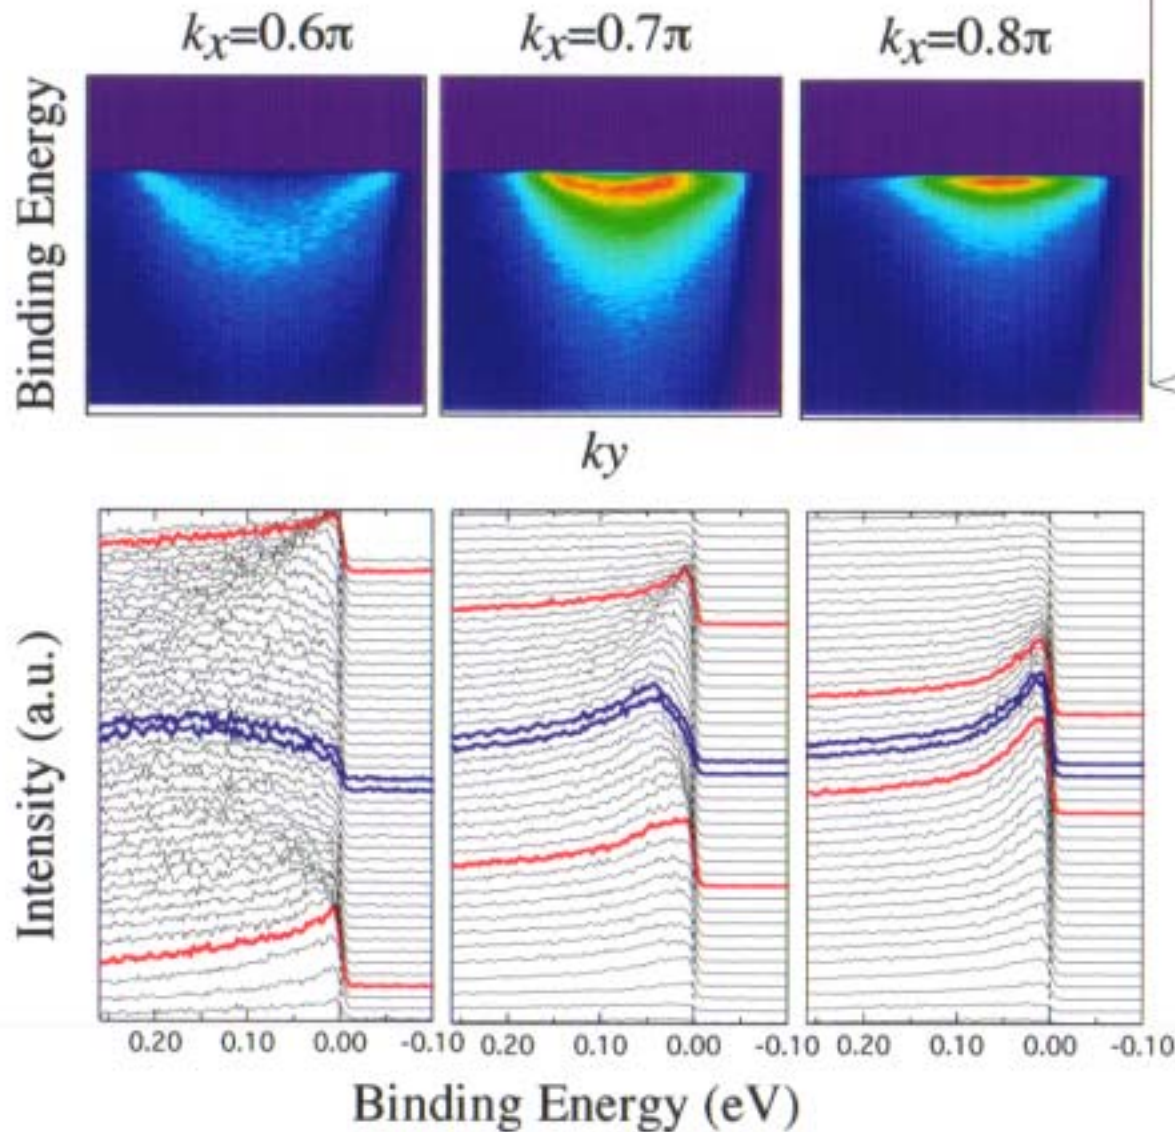 kx=0.6π kx=0.7π kx=0.8π
Binding Energy
ky
Intensity (a.u.)
0.20 0.10 0.00 -0.10 0.20 0.10 0.00 -0.10 0.20 0.10 0.00 -0.10
Binding Energy (eV)